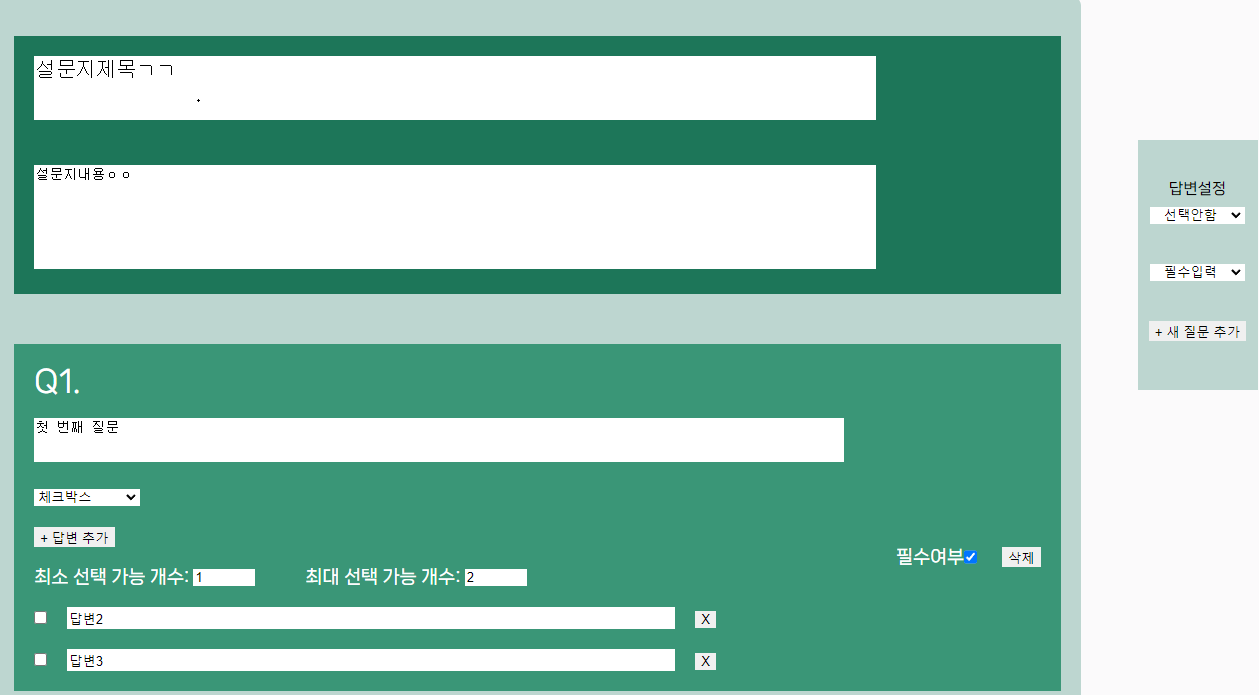 설문지제목ㄱㄱ
설문지내용ㅇㅇ
답변설정
선택안함
필수입력
+ 새 질문 추가
Q1.
첫 번째 질문
체크박스
+ 답변 추가
필수여부 삭제
최소 선택 가능 개수: 1 최대 선택 가능 개수: 2
답변2 X
답변3 X